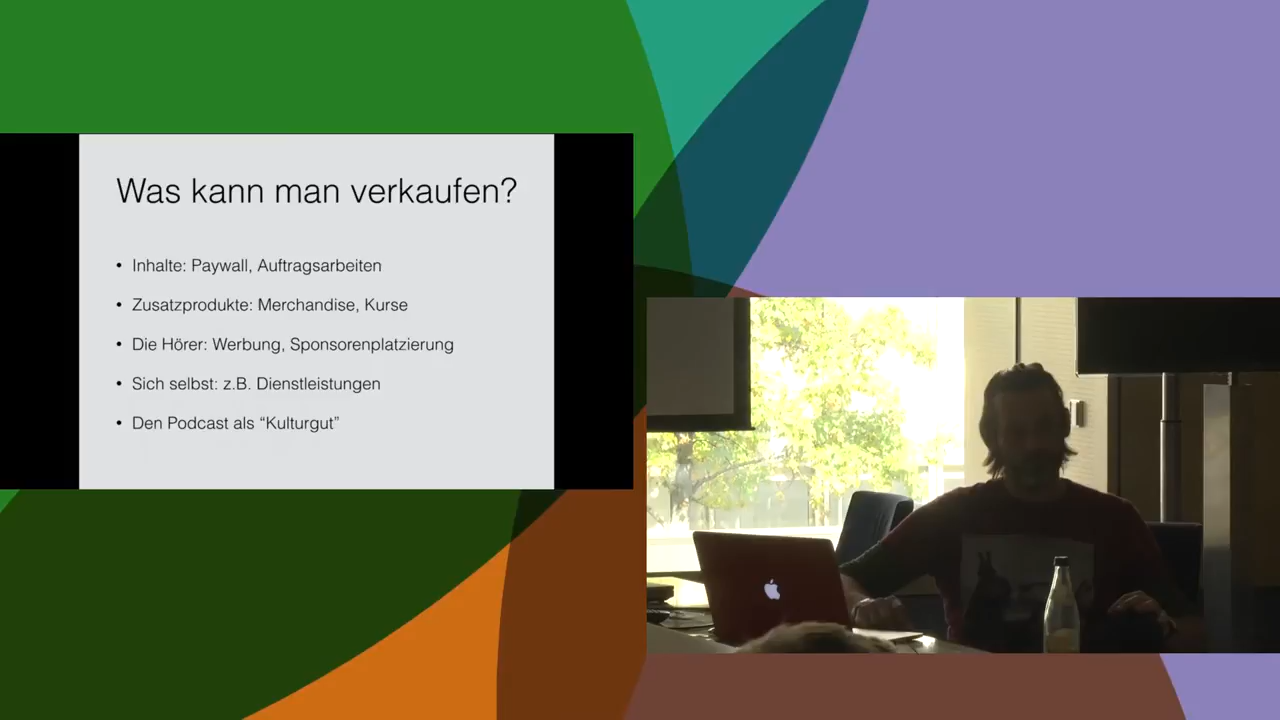 Was kann man verkaufen?
• Inhalte: Paywall, Auftragsarbeiten
• Zusatzprodukte: Merchandise, Kurse
• Die Hörer: Werbung, Sponsorenplatzierung
• Sich selbst: z.B. Dienstleistungen
• Den Podcast als “Kulturgut”